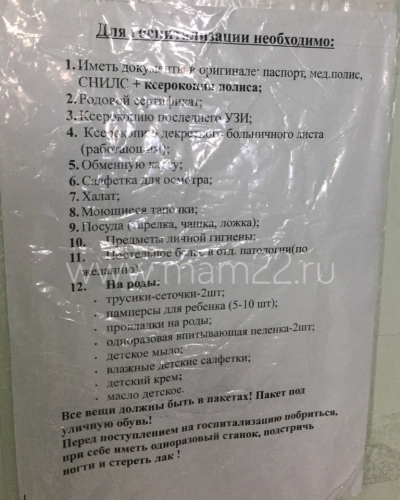 Для госпитализации необходимо:
1. Иметь документы в оригинале: паспорт, мед.полис,
СНИЛС + ксерокопия полиса;
2. Родовой сертификат;
3. Ксерокопию последнего УЗИ;
4. Ксерокопию декретного больничного листа
(работающим);
5. Обменную карту;
6. Салфетка для осмотра;
7. Халат;
8. Моющиеся тапочки;
9. Посуда (тарелка, чашка, ложка);
10. Предметы личной гигиены;
11. Постельное белье в отд. патологии(по
желанию)
www.mam22.ru
12. На роды:
- трусики-сеточки-2шт;
- памперсы для ребенка (5-10 шт);
- прокладки на роды;
- одноразовая впитывающая пеленка-2шт;
- детское мыло;
- влажные детские салфетки;
- детский крем;
- масло детское.
Все вещи должны быть в пакетах! Пакет под
уличную обувь!
Перед поступлением на госпитализацию побриться,
при себе иметь одноразовый станок, подстричь
ногти и стереть лак !